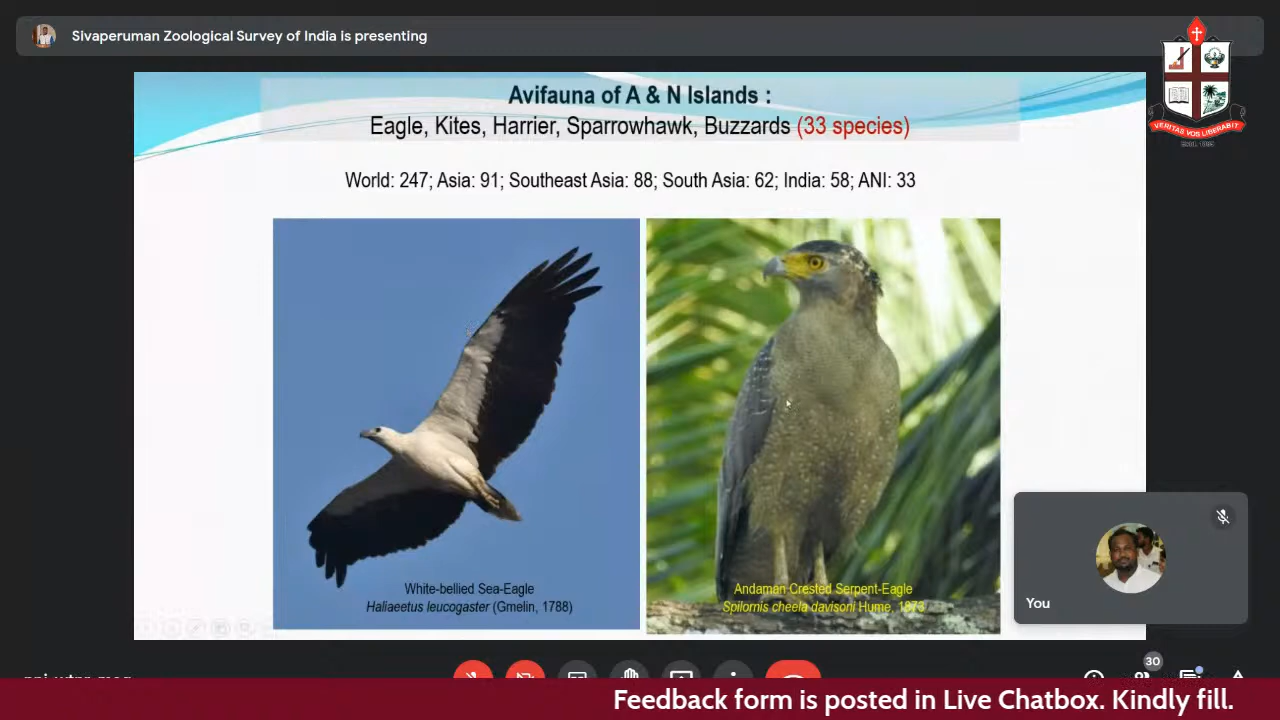 Sivaperuman Zoological Survey of India is presenting
Avifauna of A & N Islands :
Eagle, Kites, Harrier, Sparrowhawk, Buzzards (33 species)
World: 247; Asia: 91; Southeast Asia: 88; South Asia: 62; India: 58; ANI: 33
White-bellied Sea-Eagle
Haliaeetus leucogaster (Gmelin, 1788)
Andaman Crested Serpent-Eagle
Spilornis cheela davisoni Hume, 1873
VERITAS VOS LIBERABIT
You
30
Feedback form is posted in Live Chatbox. Kindly fill.